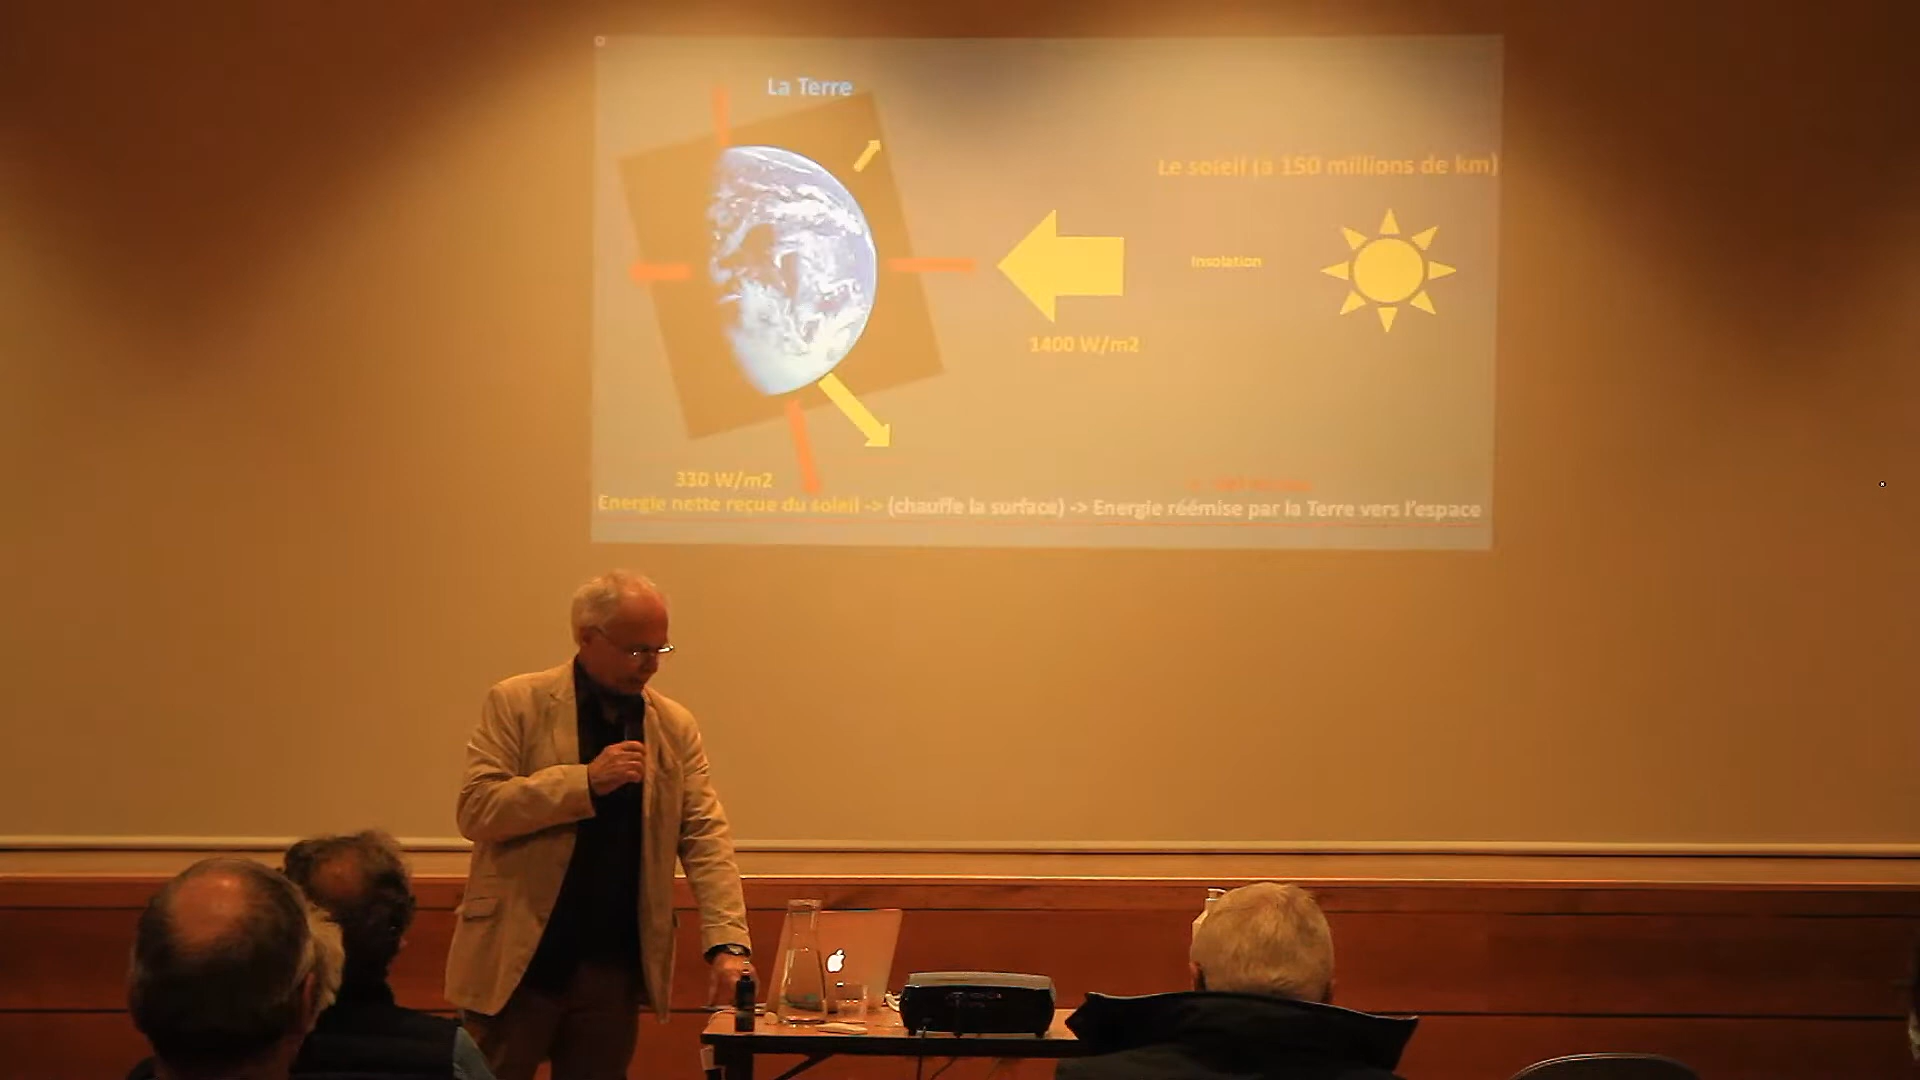 La Terre
Le soleil (à 150 millions de km)
Insolation
1400 W/m2
330 W/m2
Energie nette reçue du soleil -> (chauffe la surface) -> Energie réémise par la Terre vers l'espace